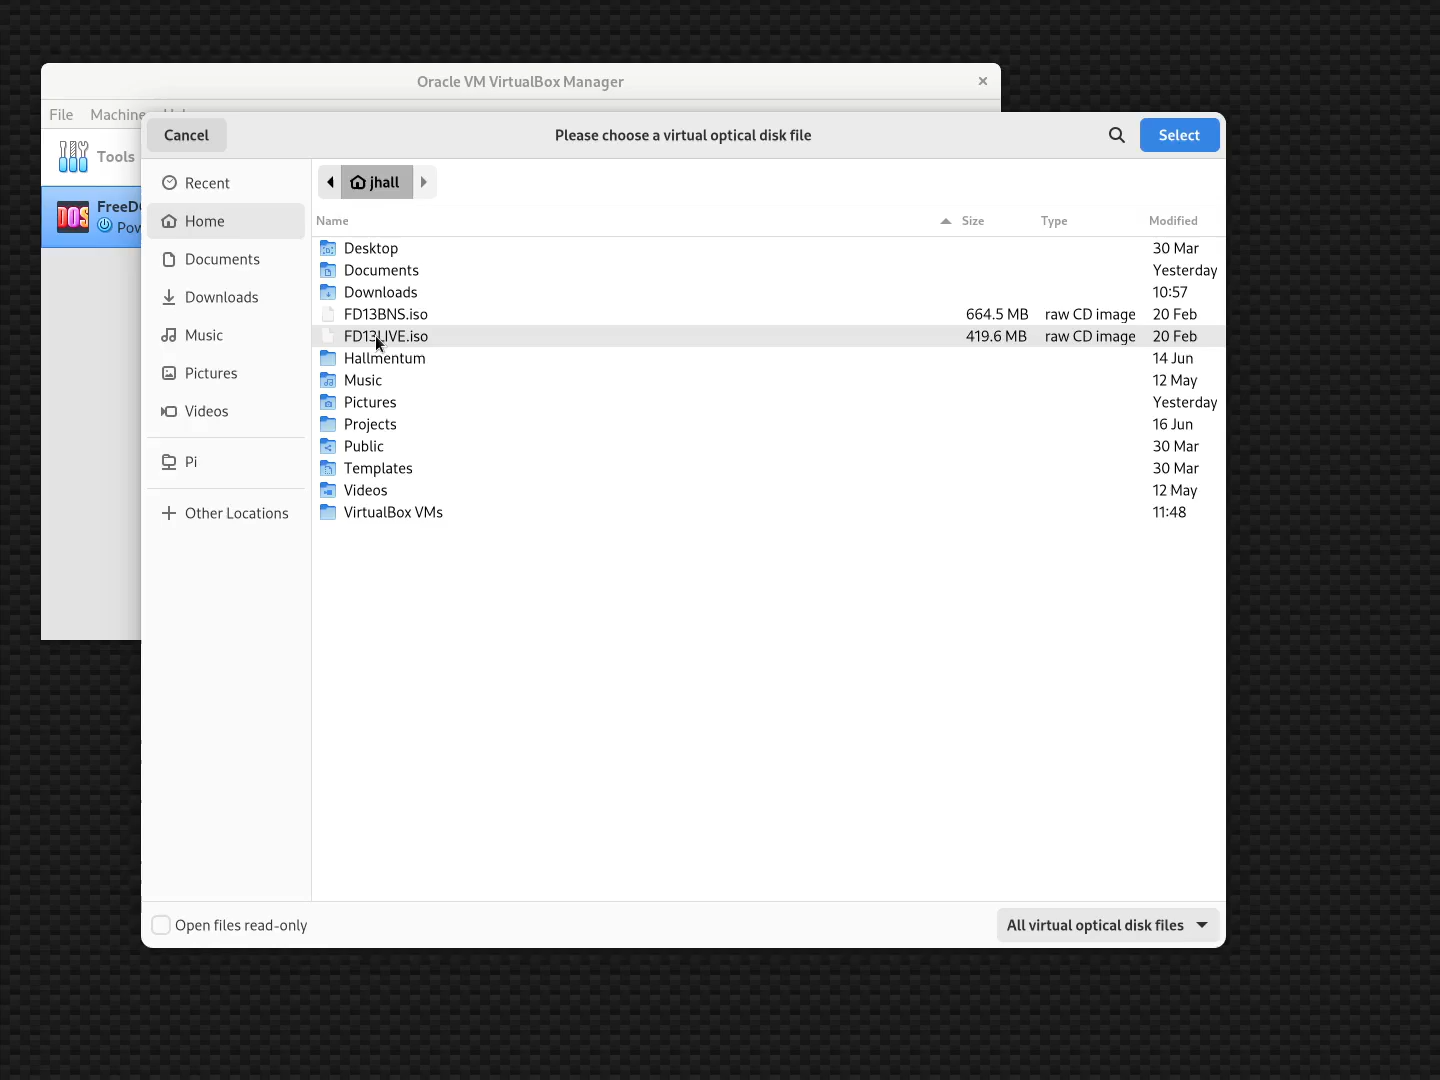 Oracle VM VirtualBox Manager
File Machine
Cancel Please choose a virtual optical disk file Select
Tools
DOS
Recent
Home
Documents
Downloads
Music
Pictures
Videos
Pi
Other Locations
jhall
Name Size Type Modified
Desktop 30 Mar
Documents Yesterday
Downloads 10:57
FD13BNS.iso 664.5 MB raw CD image 20 Feb
FD13LIVE.iso 419.6 MB raw CD image 20 Feb
Hallmentum 14 Jun
Music 12 May
Pictures Yesterday
Projects 16 Jun
Public 30 Mar
Templates 30 Mar
Videos 12 May
VirtualBox VMs 11:48
Open files read-only All virtual optical disk files